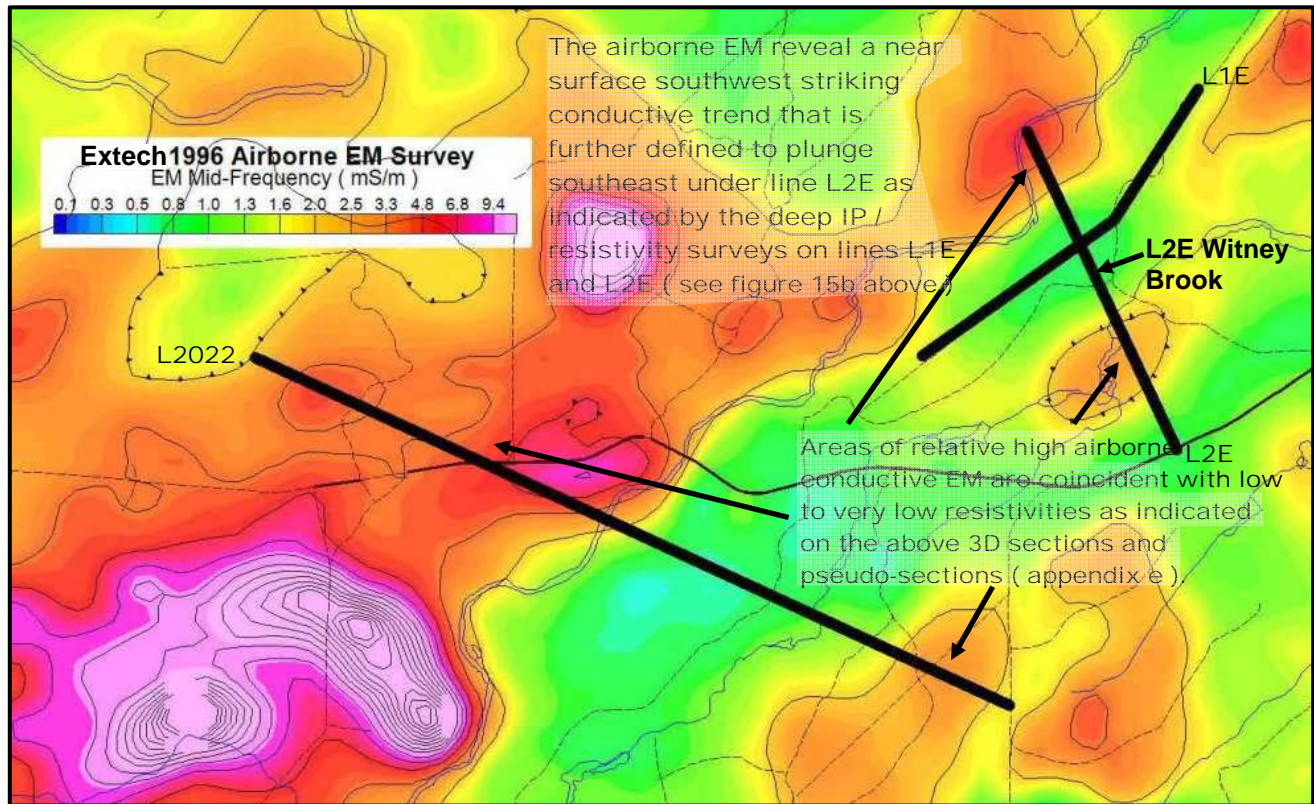 The airborne EM reveal a near
surface southwest striking
conductive trend that is
further defined to plunge
southeast under line L2E as
indicated by the deep IP /
resistivity surveys on lines L1E
and L2E ( see figure 15b above )
L1E
Extech1996 Airborne EM Survey
EM Mid-Frequency ( mS/m )
0.1 0.3 0.5 0.8 1.0 1.3 1.6 2.0 2.5 3.3 4.8 6.8 9.4
L2E Witney
Brook
L2022
L2E
Areas of relative high airborne
conductive EM are coincident with low
to very low resistivities as indicated
on the above 3D sections and
pseudo-sections ( appendix e ).